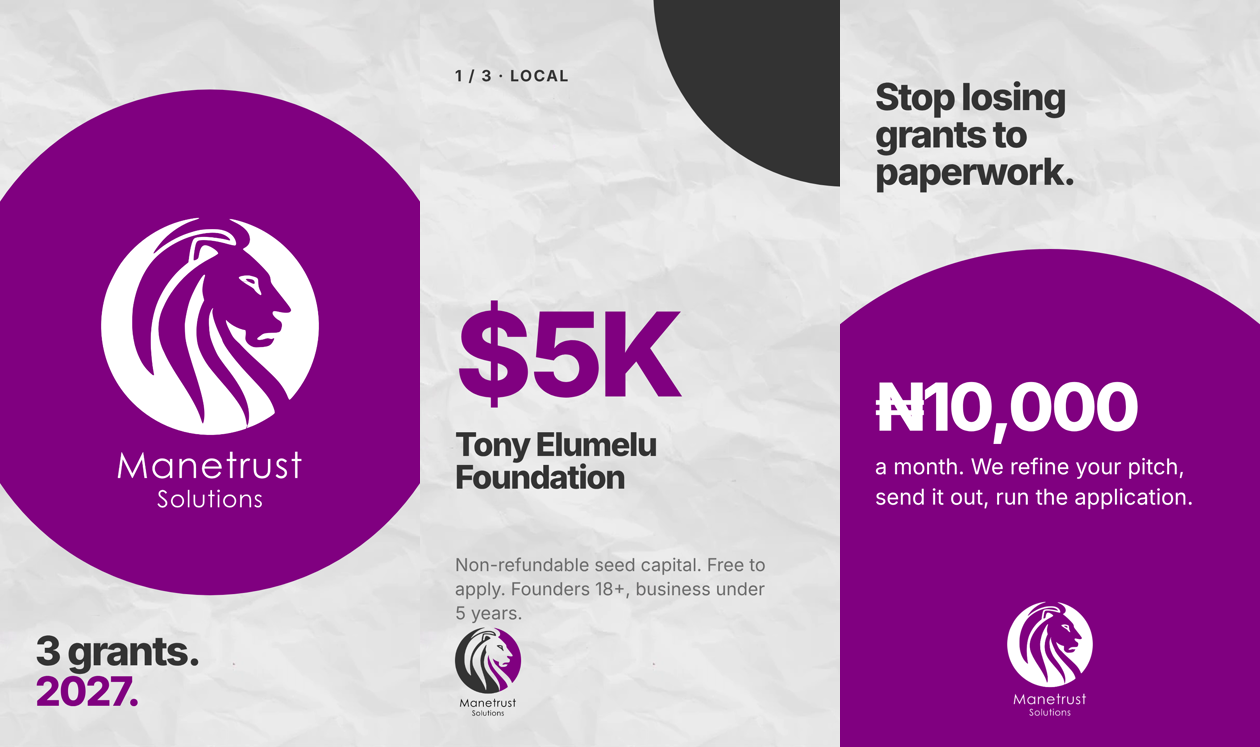 Manetrust
Solutions
3 grants.
2027.
1 / 3 · LOCAL
$5K
Tony Elumelu
Foundation
Non-refundable seed capital. Free to
apply. Founders 18+, business under
5 years.
Manetrust
Solutions
Stop losing
grants to
paperwork.
₦10,000
a month. We refine your pitch,
send it out, run the application.
Manetrust
Solutions